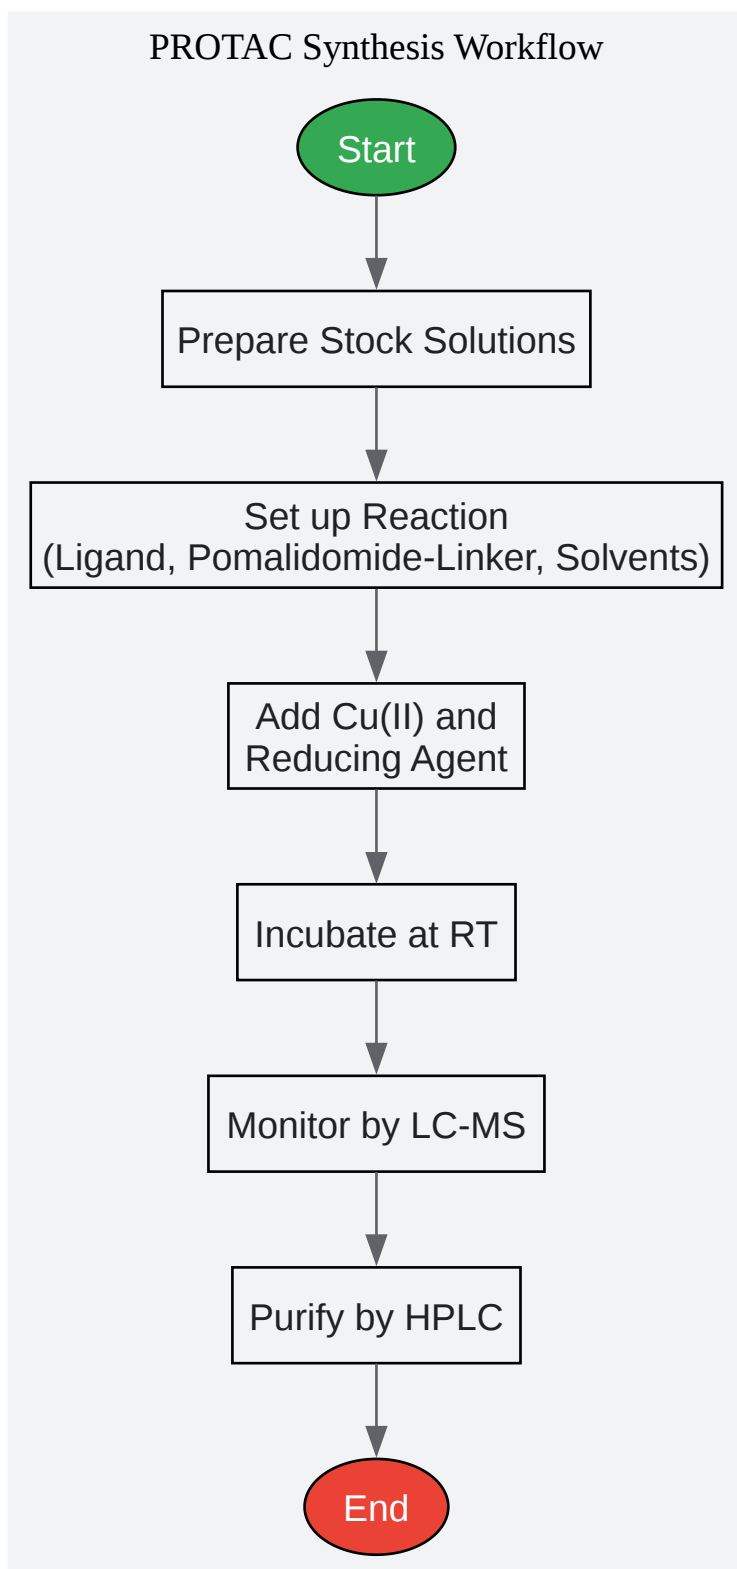 PROTAC Synthesis Workflow
Start
Prepare Stock Solutions
Set up Reaction
(Ligand, Pomalidomide-Linker, Solvents)
Add Cu(II) and
Reducing Agent
Incubate at RT
Monitor by LC-MS
Purify by HPLC
End